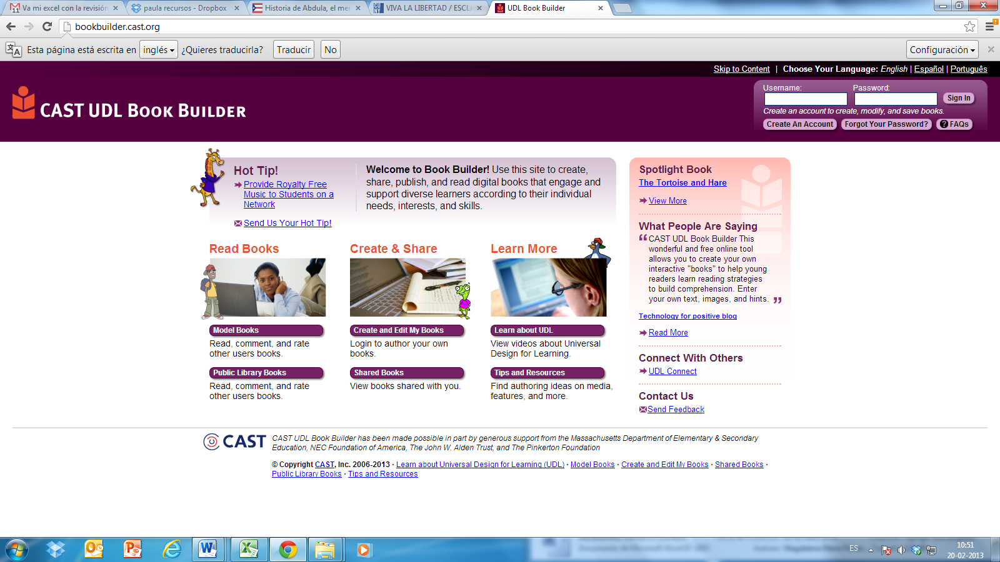 Va mi excel con la revisión
paula recursos - Dropbox
Historia de Abdula, el mer
VIVA LA LIBERTAD / ESCLA
UDL Book Builder
bookbuilder.cast.org
Esta página está escrita en inglés ¿Quieres traducirla? Traducir No Configuración
Skip to Content | Choose Your Language: English | Español | Português
CAST UDL BOOK BUILDER
Username: Password:
Sign In
Create an account to create, modify, and save books.
Create An Account Forgot Your Password? ? FAQs
Hot Tip!
Provide Royalty Free
Music to Students on a
Network
Send Us Your Hot Tip!
Welcome to Book Builder! Use this site to create,
share, publish, and read digital books that engage and
support diverse learners according to their individual
needs, interests, and skills.
Read Books
Model Books
Read, comment, and rate
other users books.
Public Library Books
Read, comment, and rate
other users books.
Create & Share
Create and Edit My Books
Login to author your own
books.
Shared Books
View books shared with you.
Learn More
Learn about UDL
View videos about Universal
Design for Learning.
Tips and Resources
Find authoring ideas on media,
features, and more.
Spotlight Book
The Tortoise and Hare
View More
What People Are Saying
“ CAST UDL Book Builder This
wonderful and free online tool
allows you to create your own
interactive "books" to help young
readers learn reading strategies
to build comprehension. Enter
your own text, images, and hints. ”
Technology for positive blog
Read More
Connect With Others
UDL Connect
Contact Us
Send Feedback
CAST
CAST UDL Book Builder has been made possible in part by generous support from the Massachusetts Department of Elementary & Secondary
Education, NEC Foundation of America, The John W. Alden Trust, and The Pinkerton Foundation
© Copyright CAST, Inc. 2006-2013 · Learn about Universal Design for Learning (UDL) · Model Books · Create and Edit My Books · Shared Books ·
Public Library Books · Tips and Resources
ES
10:51
20-02-2013